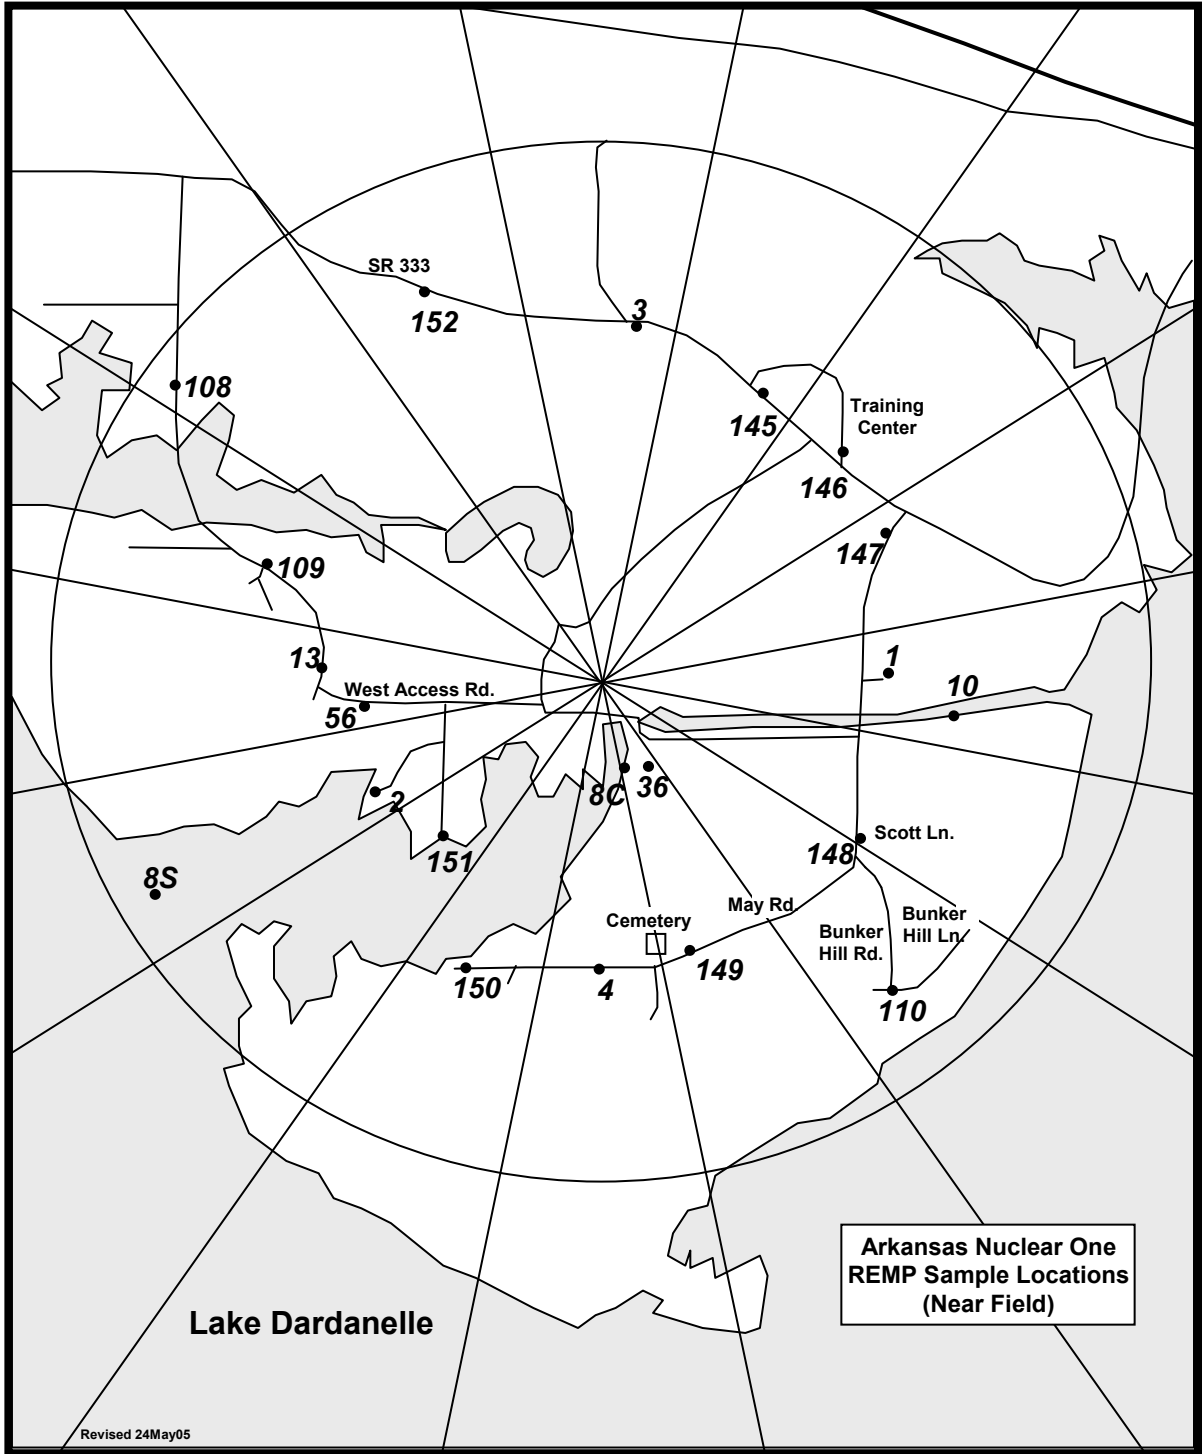 SR 333
152
3
108
145
Training
Center
146
147
109
13
1
West Access Rd.
10
56
2
8C
36
151
Scott Ln.
148
8S
May Rd.
Cemetery
Bunker
Hill Ln.
Bunker
Hill Rd.
150
4
149
110
Arkansas Nuclear One
REMP Sample Locations
(Near Field)
Lake Dardanelle
Revised 24May05